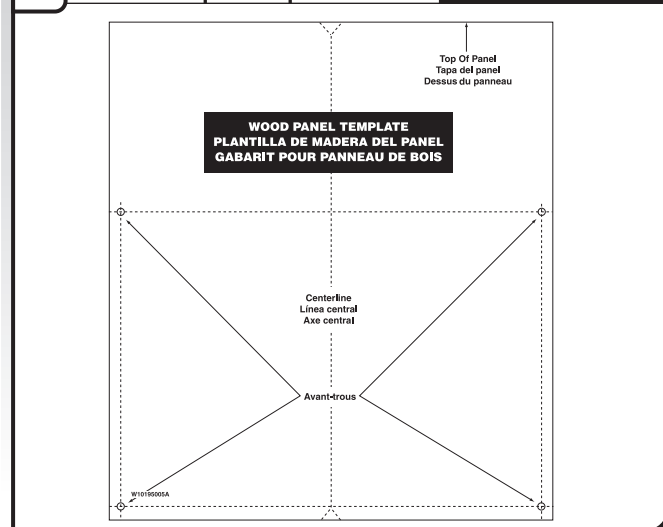 Top Of Panel
Tapa del panel
Dessus du panneau
WOOD PANEL TEMPLATE
PLANTILLA DE MADERA DEL PANEL
GABARIT POUR PANNEAU DE BOIS
Centerline
Línea central
Axe central
Avant-trous
W10195005A